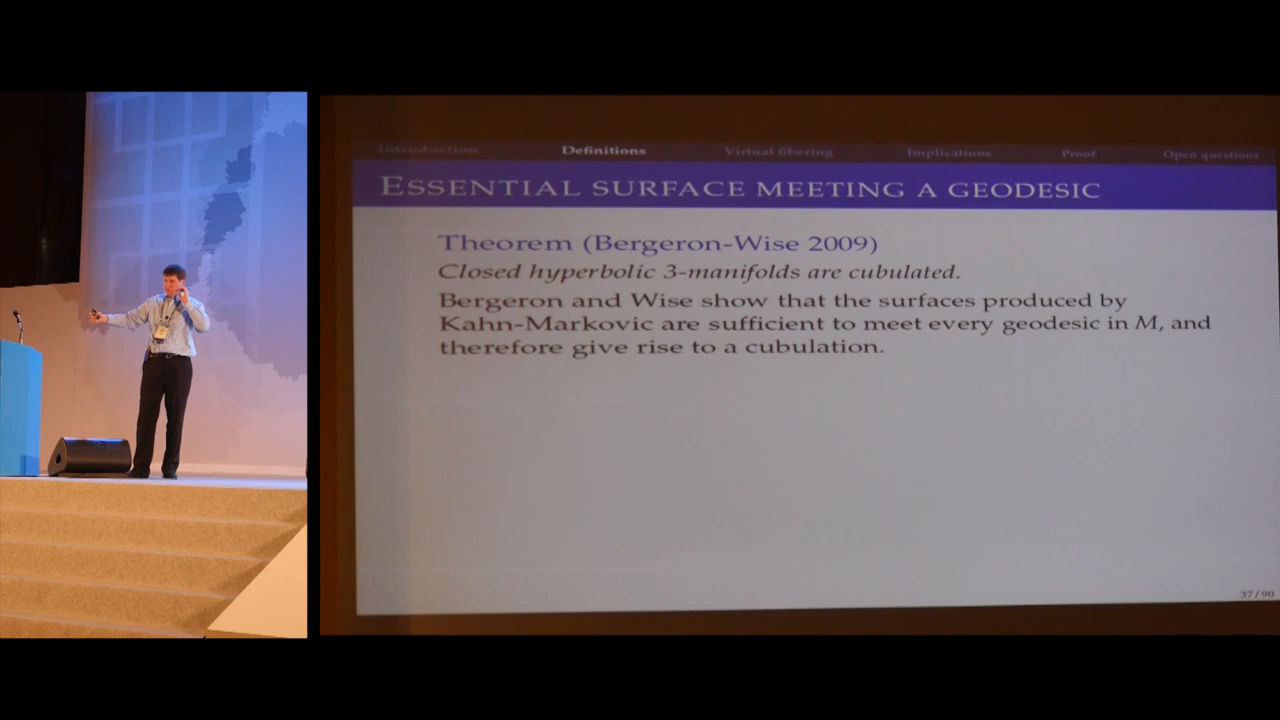 Introduction Definitions Virtual fibering Implications Proof Open questions
ESSENTIAL SURFACE MEETING A GEODESIC
Theorem (Bergeron-Wise 2009)
Closed hyperbolic 3-manifolds are cubulated.
Bergeron and Wise show that the surfaces produced by
Kahn-Markovic are sufficient to meet every geodesic in M, and
therefore give rise to a cubulation.
37 / 90